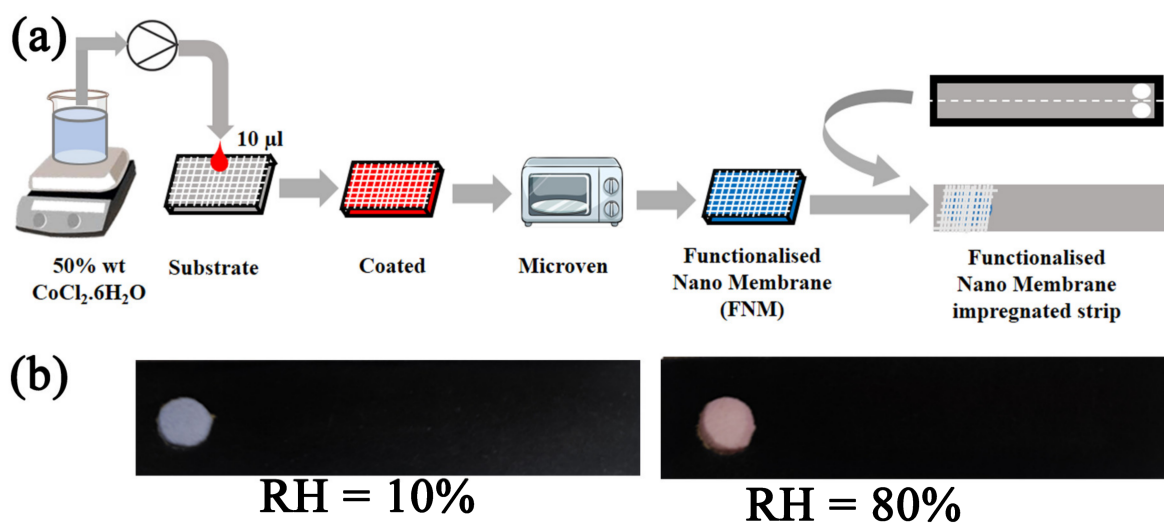 (a)
10 µl
50% wt
CoCl₂.6H₂O
Substrate
Coated
Microven
Functionalised
Nano Membrane
(FNM)
Functionalised
Nano Membrane
impregnated strip
(b)
RH = 10%
RH = 80%